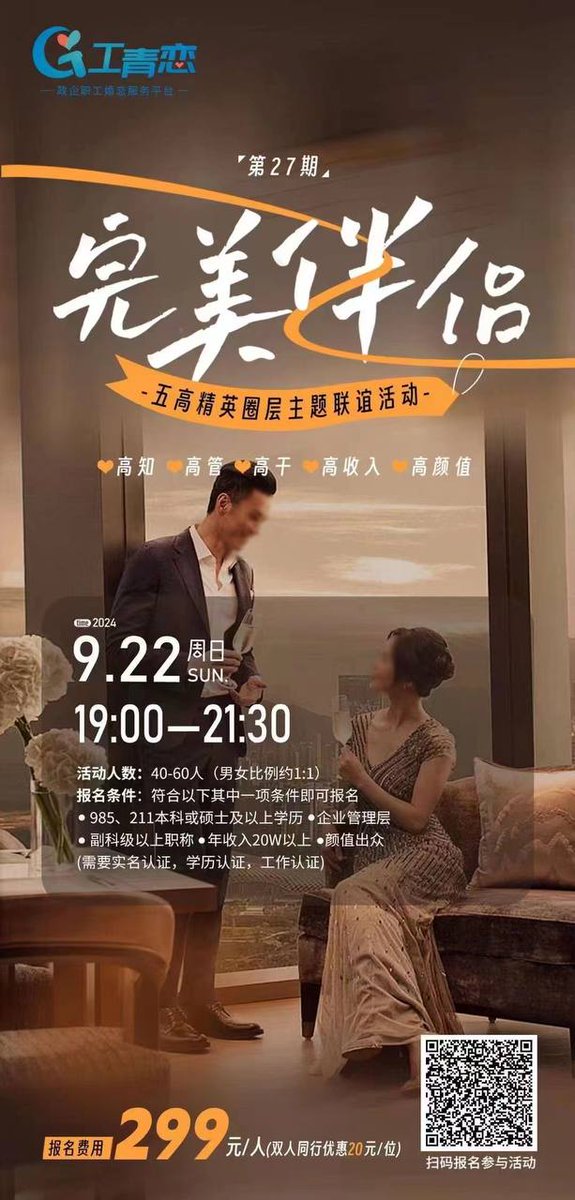 工青恋
政企职工婚恋服务平台
第27期
完美伴侣
-五高精英圈层主题联谊活动-
高知 高管 高干 高收入 高颜值
time 2024
9.22 周日 SUN.
19:00—21:30
活动人数：40-60人（男女比例约1:1）
报名条件：符合以下其中一项条件即可报名
●985、211本科或硕士及以上学历 ●企业管理层
●副科级以上职称 ●年收入20W以上 ●颜值出众
(需要实名认证，学历认证，工作认证)
报名费用 299元/人(双人同行优惠20元/位)
扫码报名参与活动